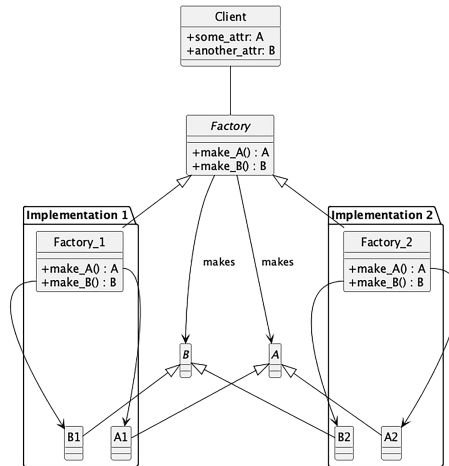 Client
+some_attr: A
+another_attr: B
Factory
+make_A() : A
+make_B() : B
Implementation 1
Implementation 2
Factory_1
+make_A() : A
+make_B() : B
Factory_2
+make_A() : A
+make_B() : B
makes
makes
B
A
B1
A1
B2
A2